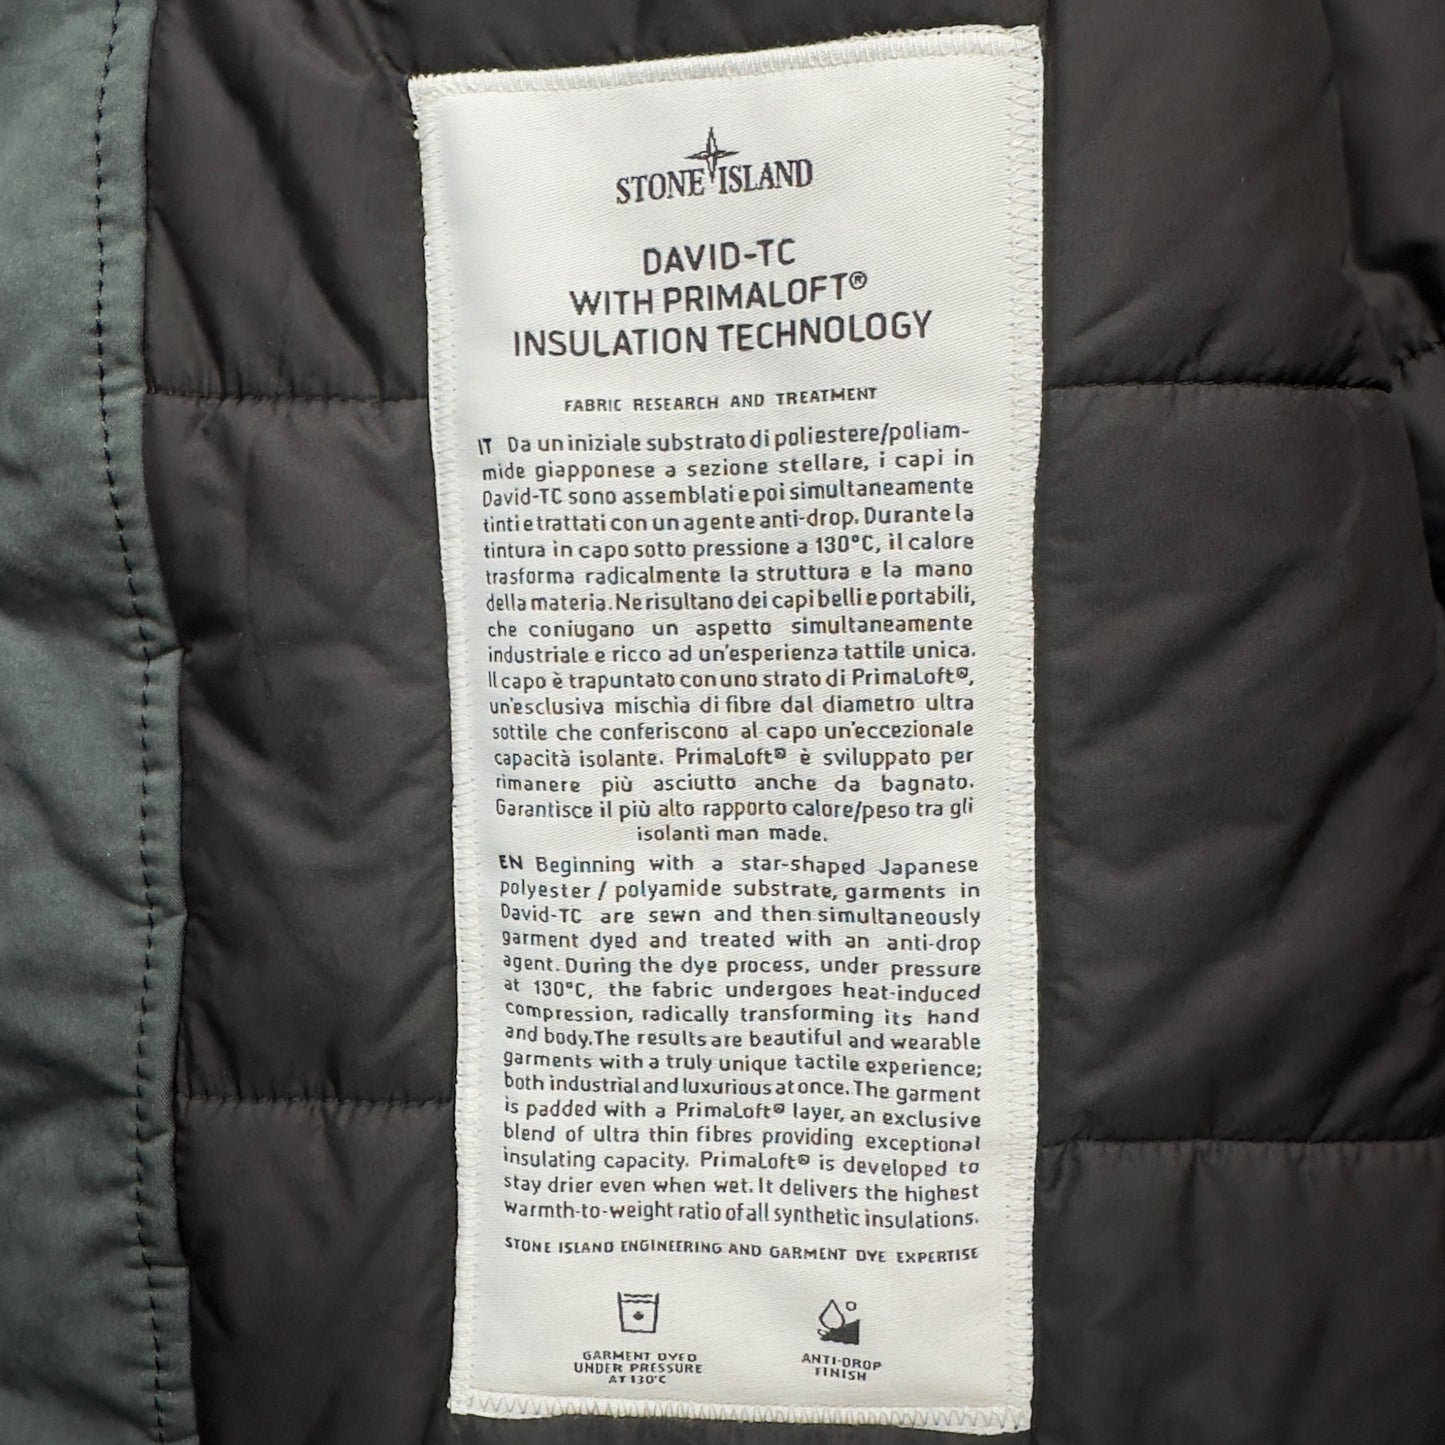 STONE ISLAND
DAVID-TC
WITH PRIMALOFT®
INSULATION TECHNOLOGY
FABRIC RESEARCH AND TREATMENT
IT Da un iniziale substrato di poliestere/poliam-
mide giapponese a sezione stellare, i capi in
David-TC sono assemblati e poi simultaneamente
tinti e trattati con un agente anti-drop. Durante la
tintura in capo sotto pressione a 130°C, il calore
trasforma radicalmente la struttura e la mano
della materia. Ne risultano dei capi belli e portabili,
che coniugano un aspetto simultaneamente
industriale e ricco ad un'esperienza tattile unica.
Il capo è trapuntato con uno strato di PrimaLoft®,
un'esclusiva mischia di fibre dal diametro ultra
sottile che conferiscono al capo un'eccezionale
capacità isolante. PrimaLoft® è sviluppato per
rimanere più asciutto anche da bagnato.
Garantisce il più alto rapporto calore/peso tra gli
isolanti man made.
EN Beginning with a star-shaped Japanese
polyester / polyamide substrate, garments in
David-TC are sewn and then simultaneously
garment dyed and treated with an anti-drop
agent. During the dye process, under pressure
at 130°C, the fabric undergoes heat-induced
compression, radically transforming its hand
and body. The results are beautiful and wearable
garments with a truly unique tactile experience;
both industrial and luxurious at once. The garment
is padded with a PrimaLoft® layer, an exclusive
blend of ultra thin fibres providing exceptional
insulating capacity. PrimaLoft® is developed to
stay drier even when wet. It delivers the highest
warmth-to-weight ratio of all synthetic insulations.
STONE ISLAND ENGINEERING AND GARMENT DYE EXPERTISE
GARMENT DYED
UNDER PRESSURE
AT 130°C
ANTI-DROP
FINISH